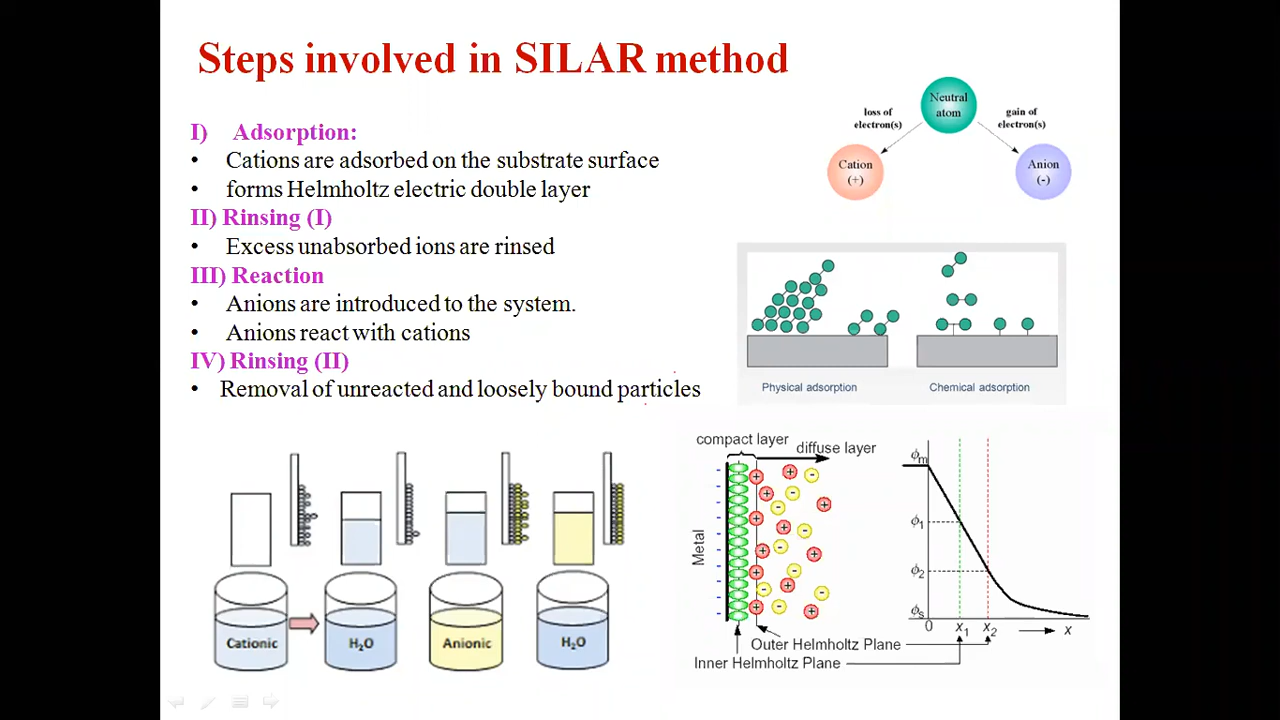 Steps involved in SILAR method
I) Adsorption:
• Cations are adsorbed on the substrate surface
• forms Helmholtz electric double layer
II) Rinsing (I)
• Excess unabsorbed ions are rinsed
III) Reaction
• Anions are introduced to the system.
• Anions react with cations
IV) Rinsing (II)
• Removal of unreacted and loosely bound particles
Neutral
atom
loss of
electron(s)
gain of
electron(s)
Cation
(+)
Anion
(-)
Physical adsorption
Chemical adsorption
Cationic
H₂O
Anionic
H₂O
compact layer
diffuse layer
Metal
Outer Helmholtz Plane
Inner Helmholtz Plane
ϕm
ϕ1
ϕ2
ϕs
0
x1
x2
x